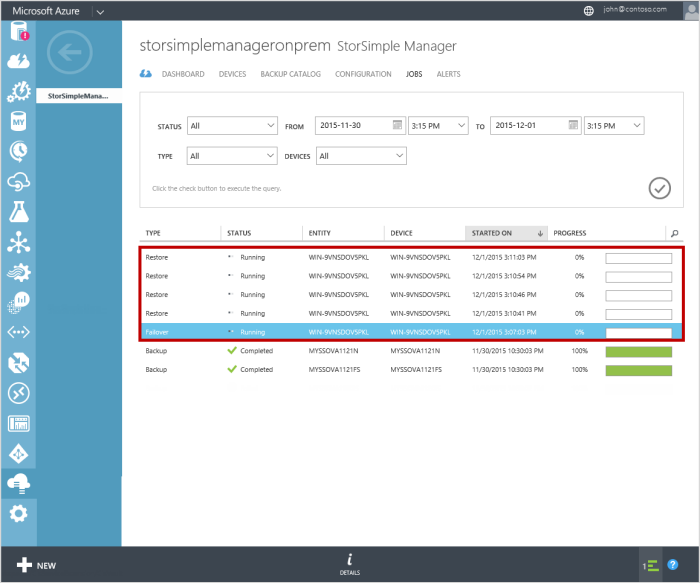 Microsoft Azure
john@contoso.com
storsimplemanageronprem StorSimple Manager
StorSimpleMana...
DASHBOARD DEVICES BACKUP CATALOG CONFIGURATION JOBS ALERTS
STATUS All FROM 2015-11-30 3:15 PM TO 2015-12-01 3:15 PM
MY
TYPE All DEVICES All
Click the check button to execute the query.
TYPE STATUS ENTITY DEVICE STARTED ON PROGRESS
Restore Running WIN-9VNSDOV5PKL WIN-9VNSDOV5PKL 12/1/2015 3:11:03 PM 0%
Restore Running WIN-9VNSDOV5PKL WIN-9VNSDOV5PKL 12/1/2015 3:10:54 PM 0%
Restore Running WIN-9VNSDOV5PKL WIN-9VNSDOV5PKL 12/1/2015 3:10:46 PM 0%
Restore Running WIN-9VNSDOV5PKL WIN-9VNSDOV5PKL 12/1/2015 3:10:41 PM 0%
Failover Running WIN-9VNSDOV5PKL WIN-9VNSDOV5PKL 12/1/2015 3:07:03 PM 0%
Backup Completed MYSSOVA1121N MYSSOVA1121N 11/30/2015 10:30:03 PM 100%
Backup Completed MYSSOVA1121FS MYSSOVA1121FS 11/30/2015 10:30:03 PM 100%
NEW
DETAILS
1
?